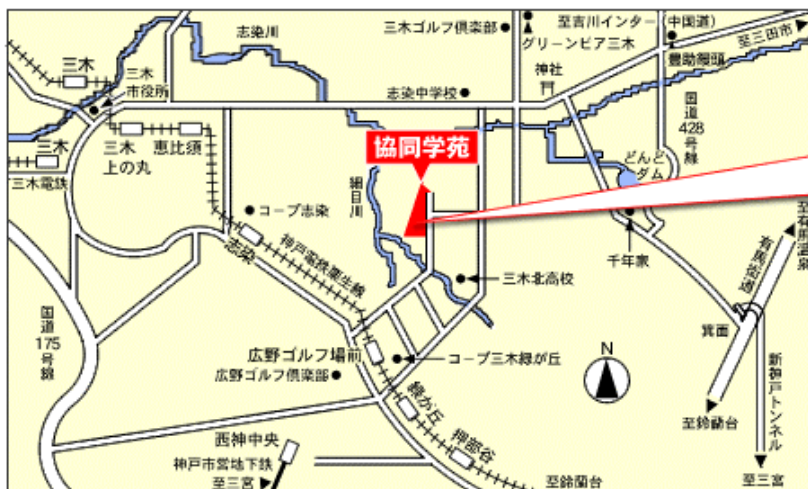 志染川
三木ゴルフ倶楽部
至吉川インター(中国道)
グリーンピア三木
豊助饅頭
至三田市
三木
三木
市役所
志染中学校
神社
国道
428
号線
三木
三木電鉄
三木
上の丸
恵比須
協同学苑
細目川
どんど
ダム
コープ志染
志染
神戸電鉄粟生線
千年家
至有馬温泉
有馬街道
三木北高校
国道
175
号線
広野ゴルフ場前
広野ゴルフ倶楽部
コープ三木緑が丘
N
箕面
新神戸トンネル
緑が丘
押部谷
西神中央
神戸市営地下鉄
至三宮
至鈴蘭台
至鈴蘭台
至三宮